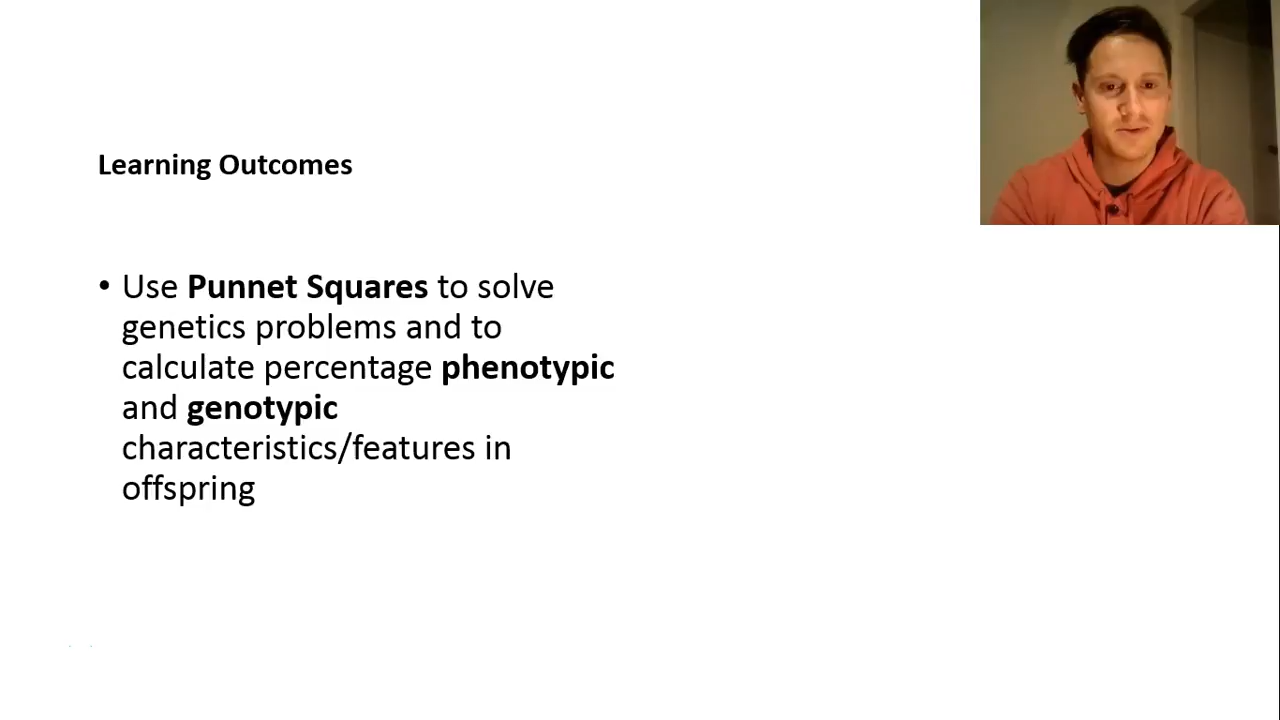 Learning Outcomes
• Use Punnet Squares to solve
genetics problems and to
calculate percentage phenotypic
and genotypic
characteristics/features in
offspring